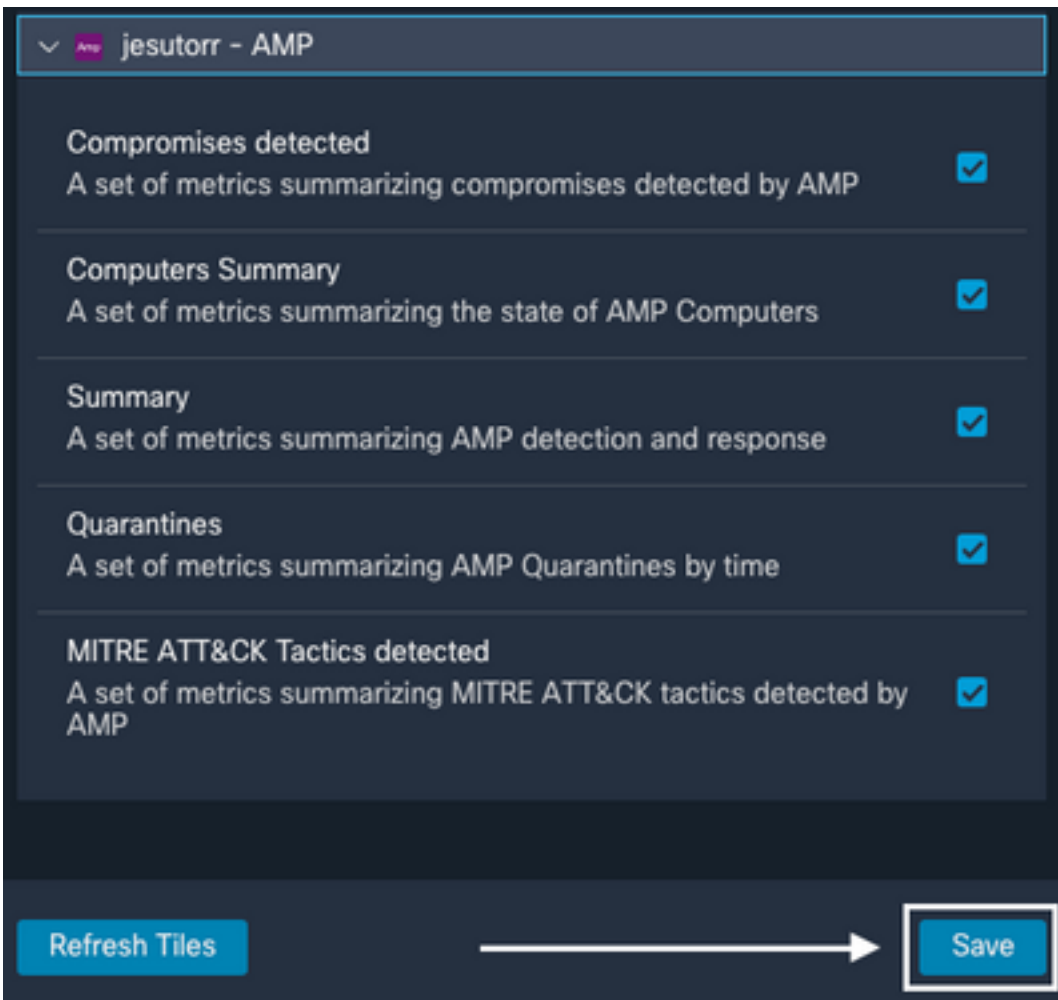 Amp jesutorr - AMP
Compromises detected
A set of metrics summarizing compromises detected by AMP
Computers Summary
A set of metrics summarizing the state of AMP Computers
Summary
A set of metrics summarizing AMP detection and response
Quarantines
A set of metrics summarizing AMP Quarantines by time
MITRE ATT&CK Tactics detected
A set of metrics summarizing MITRE ATT&CK tactics detected by
AMP
Refresh Tiles
Save